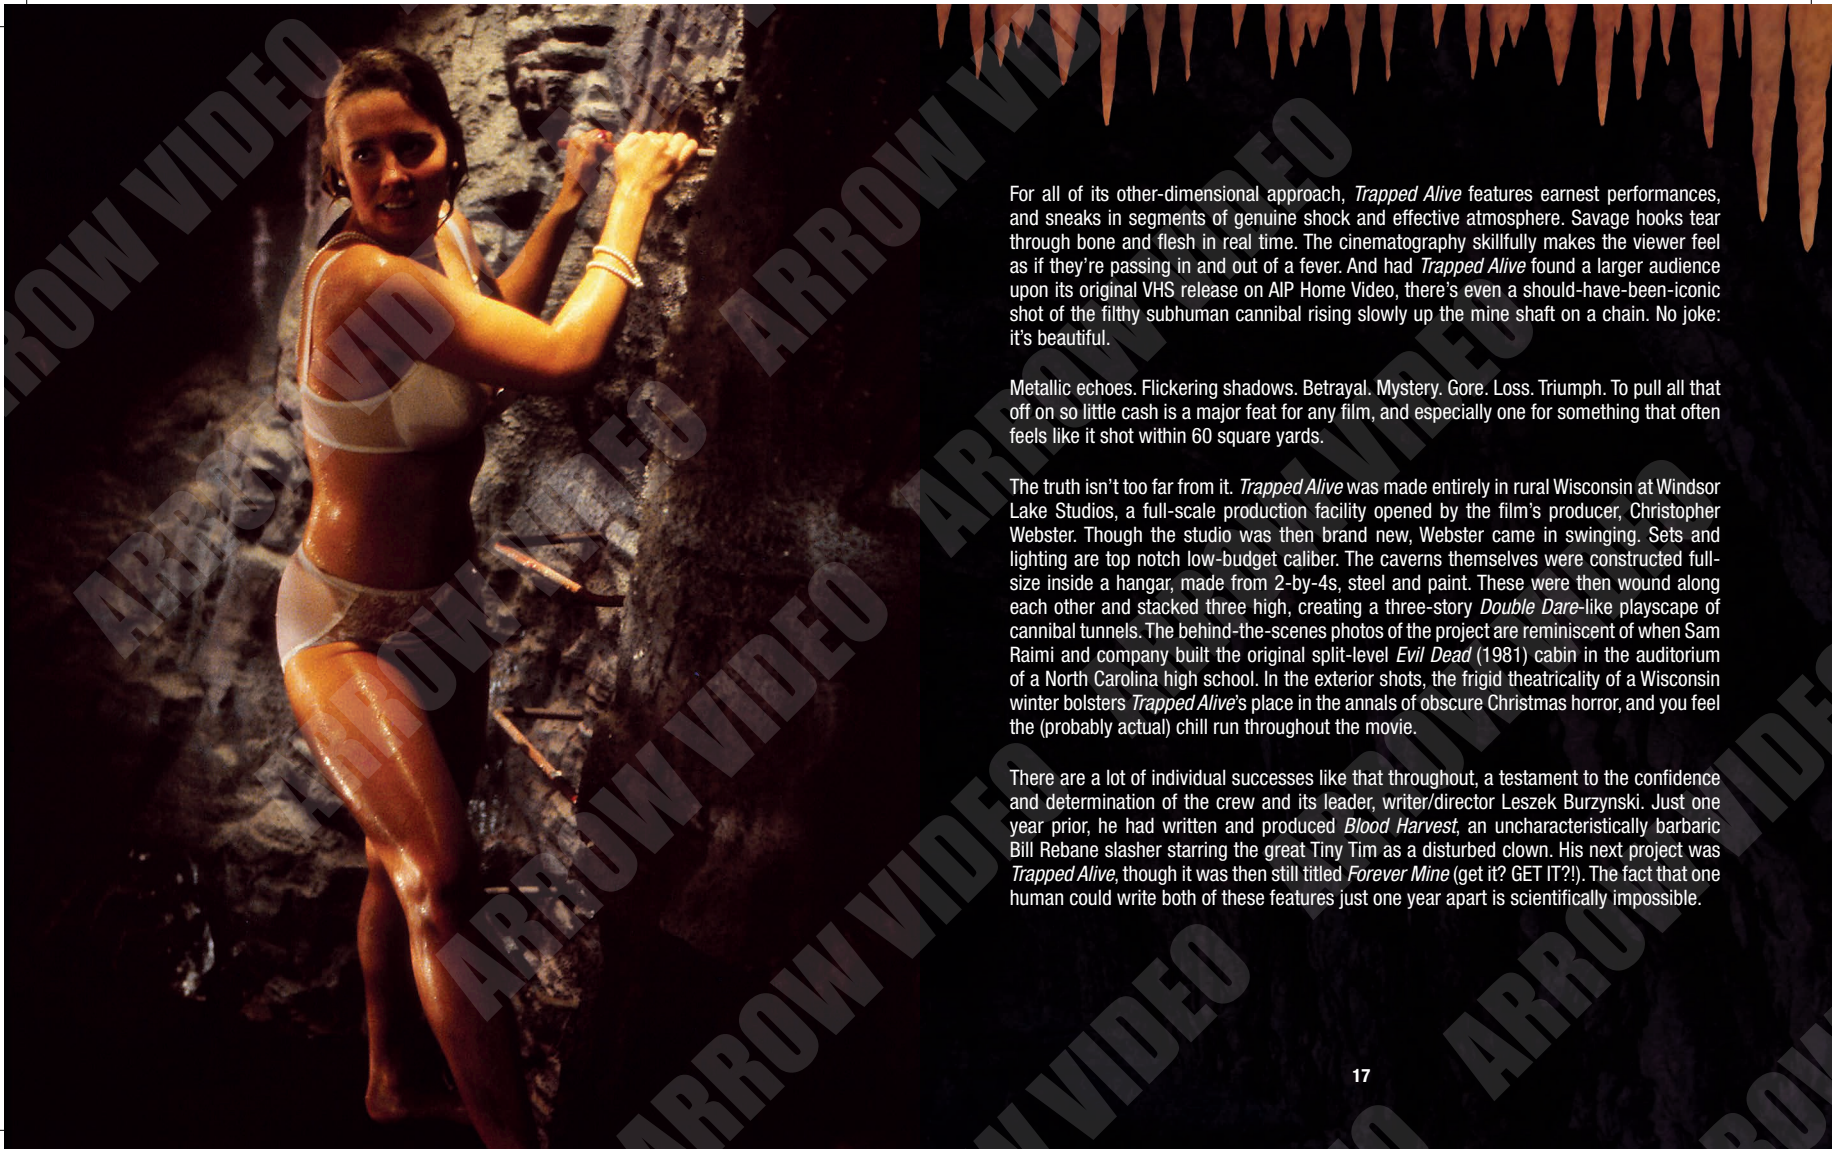 For all of its other-dimensional approach, Trapped Alive features earnest performances,
and sneaks in segments of genuine shock and effective atmosphere. Savage hooks tear
through bone and flesh in real time. The cinematography skillfully makes the viewer feel
as if they're passing in and out of a fever. And had Trapped Alive found a larger audience
upon its original VHS release on AIP Home Video, there's even a should-have-been-iconic
shot of the filthy subhuman cannibal rising slowly up the mine shaft on a chain. No joke:
it's beautiful.
Metallic echoes. Flickering shadows. Betrayal. Mystery. Gore. Loss. Triumph. To pull all that
off on so little cash is a major feat for any film, and especially one for something that often
feels like it shot within 60 square yards.
The truth isn't too far from it. Trapped Alive was made entirely in rural Wisconsin at Windsor
Lake Studios, a full-scale production facility opened by the film's producer, Christopher
Webster. Though the studio was then brand new, Webster came in swinging. Sets and
lighting are top notch low-budget caliber. The caverns themselves were constructed full-
size inside a hangar, made from 2-by-4s, steel and paint. These were then wound along
each other and stacked three high, creating a three-story Double Dare-like playscape of
cannibal tunnels. The behind-the-scenes photos of the project are reminiscent of when Sam
Raimi and company built the original split-level Evil Dead (1981) cabin in the auditorium
of a North Carolina high school. In the exterior shots, the frigid theatricality of a Wisconsin
winter bolsters Trapped Alive's place in the annals of obscure Christmas horror, and you feel
the (probably actual) chill run throughout the movie.
There are a lot of individual successes like that throughout, a testament to the confidence
and determination of the crew and its leader, writer/director Leszek Burzynski. Just one
year prior, he had written and produced Blood Harvest, an uncharacteristically barbaric
Bill Rebane slasher starring the great Tiny Tim as a disturbed clown. His next project was
Trapped Alive, though it was then still titled Forever Mine (get it? GET IT?!). The fact that one
human could write both of these features just one year apart is scientifically impossible.
17
ARROW VIDEO
ARROW VIDEO
ARROW VIDEO
ARROW VIDEO
ARROW VIDEO
ARROW VIDEO
ARROW VIDEO
ARROW VIDEO